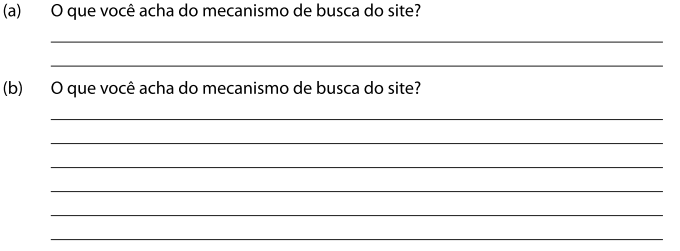 (a) O que você acha do mecanismo de busca do site?
(b) O que você acha do mecanismo de busca do site?